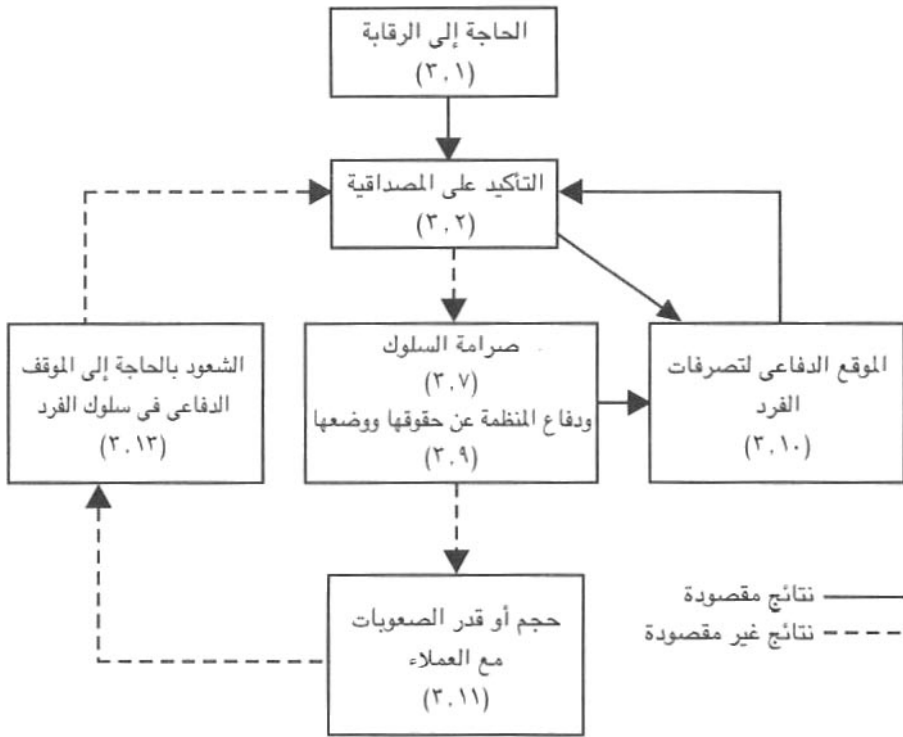 الحاجة إلى الرقابة
(٣,١)
التأكيد على المصداقية
(٣,٢)
صرامة السلوك
(٣,٧)
ودفاع المنظمة عن حقوقها ووضعها
(٣,٩)
الموقع الدفاعى لتصرفات
الفرد
(٣,١٠)
الشعود بالحاجة إلى الموقف
الدفاعى فى سلوك الفرد
(٣,١٣)
حجم أو قدر الصعوبات
مع العملاء
(٣,١١)
نتائج مقصودة
نتائج غير مقصودة